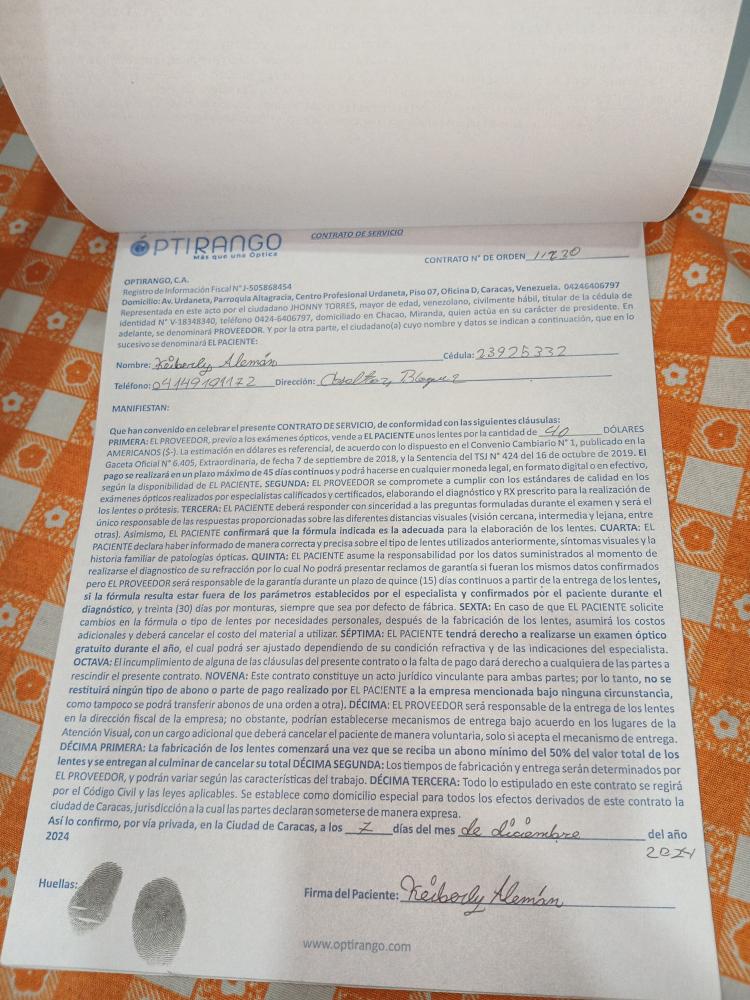 ÓPTIRANGO
Más que una Óptica
CONTRATO DE SERVICIO
CONTRATO N° DE ORDEN 11230
OPTIRANGO, C.A.
Registro de Información Fiscal N° J-505868454
Domicilio: Av. Urdaneta, Parroquia Altagracia, Centro Profesional Urdaneta, Piso 07, Oficina D, Caracas, Venezuela. 04246406797
Representada en este acto por el ciudadano JHONNY TORRES, mayor de edad, venezolano, civilmente hábil, titular de la cédula de
identidad N° V-18348340, teléfono 0424-6406797, domiciliado en Chacao, Miranda, quien actúa en su carácter de presidente. En
adelante, se denominará PROVEEDOR. Y por la otra parte, el ciudadano(a) cuyo nombre y datos se indican a continuación, que en lo
sucesivo se denominará EL PACIENTE:
Nombre: Keiberly Alemán Cédula: 23925332
Teléfono: 04149191172 Dirección:
MANIFIESTAN:
Que han convenido en celebrar el presente CONTRATO DE SERVICIO, de conformidad con las siguientes cláusulas:
PRIMERA: EL PROVEEDOR, previo a los exámenes ópticos, vende a EL PACIENTE unos lentes por la cantidad de 40 DÓLARES
AMERICANOS ($-). La estimación en dólares es referencial, de acuerdo con lo dispuesto en el Convenio Cambiario N° 1, publicado en la
Gaceta Oficial N° 6.405, Extraordinaria, de fecha 7 de septiembre de 2018, y la Sentencia del TSJ N° 424 del 16 de octubre de 2019. El
pago se realizará en un plazo máximo de 45 días continuos y podrá hacerse en cualquier moneda legal, en formato digital o en efectivo,
según la disponibilidad de EL PACIENTE. SEGUNDA: EL PROVEEDOR se compromete a cumplir con los estándares de calidad en los
exámenes ópticos realizados por especialistas calificados y certificados, elaborando el diagnóstico y RX prescrito para la realización de
los lentes o prótesis. TERCERA: EL PACIENTE deberá responder con sinceridad a las preguntas formuladas durante el examen y será el
único responsable de las respuestas proporcionadas sobre las diferentes distancias visuales (visión cercana, intermedia y lejana, entre
otras). Asimismo, EL PACIENTE confirmará que la fórmula indicada es la adecuada para la elaboración de los lentes. CUARTA: EL
PACIENTE declara haber informado de manera correcta y precisa sobre el tipo de lentes utilizados anteriormente, síntomas visuales y la
historia familiar de patologías ópticas. QUINTA: EL PACIENTE asume la responsabilidad por los datos suministrados al momento de
realizarse el diagnostico de su refracción por lo cual No podrá presentar reclamos de garantía si fueran los mismos datos confirmados
pero EL PROVEEDOR será responsable de la garantía durante un plazo de quince (15) días continuos a partir de la entrega de los lentes,
si la fórmula resulta estar fuera de los parámetros establecidos por el especialista y confirmados por el paciente durante el
diagnóstico, y treinta (30) días por monturas, siempre que sea por defecto de fábrica. SEXTA: En caso de que EL PACIENTE solicite
cambios en la fórmula o tipo de lentes por necesidades personales, después de la fabricación de los lentes, asumirá los costos
adicionales y deberá cancelar el costo del material a utilizar. SÉPTIMA: EL PACIENTE tendrá derecho a realizarse un examen óptico
gratuito durante el año, el cual podrá ser ajustado dependiendo de su condición refractiva y de las indicaciones del especialista.
OCTAVA: El incumplimiento de alguna de las cláusulas del presente contrato o la falta de pago dará derecho a cualquiera de las partes a
rescindir el presente contrato. NOVENA: Este contrato constituye un acto jurídico vinculante para ambas partes; por lo tanto, no se
restituirá ningún tipo de abono o parte de pago realizado por EL PACIENTE a la empresa mencionada bajo ninguna circunstancia,
como tampoco se podrá transferir abonos de una orden a otra). DÉCIMA: EL PROVEEDOR será responsable de la entrega de los lentes
en la dirección fiscal de la empresa; no obstante, podrían establecerse mecanismos de entrega bajo acuerdo en los lugares de la
Atención Visual, con un cargo adicional que deberá cancelar el paciente de manera voluntaria, solo si acepta el mecanismo de entrega.
DÉCIMA PRIMERA: La fabricación de los lentes comenzará una vez que se reciba un abono mínimo del 50% del valor total de los
lentes y se entregan al culminar de cancelar su total DÉCIMA SEGUNDA: Los tiempos de fabricación y entrega serán determinados por
EL PROVEEDOR, y podrán variar según las características del trabajo. DÉCIMA TERCERA: Todo lo estipulado en este contrato se regirá
por el Código Civil y las leyes aplicables. Se establece como domicilio especial para todos los efectos derivados de este contrato la
ciudad de Caracas, jurisdicción a la cual las partes declaran someterse de manera expresa.
Así lo confirmo, por vía privada, en la Ciudad de Caracas, a los 7 días del mes de diciembre del año
2024
2024
Huellas:
Firma del Paciente: Keiberly Alemán
www.optirango.com